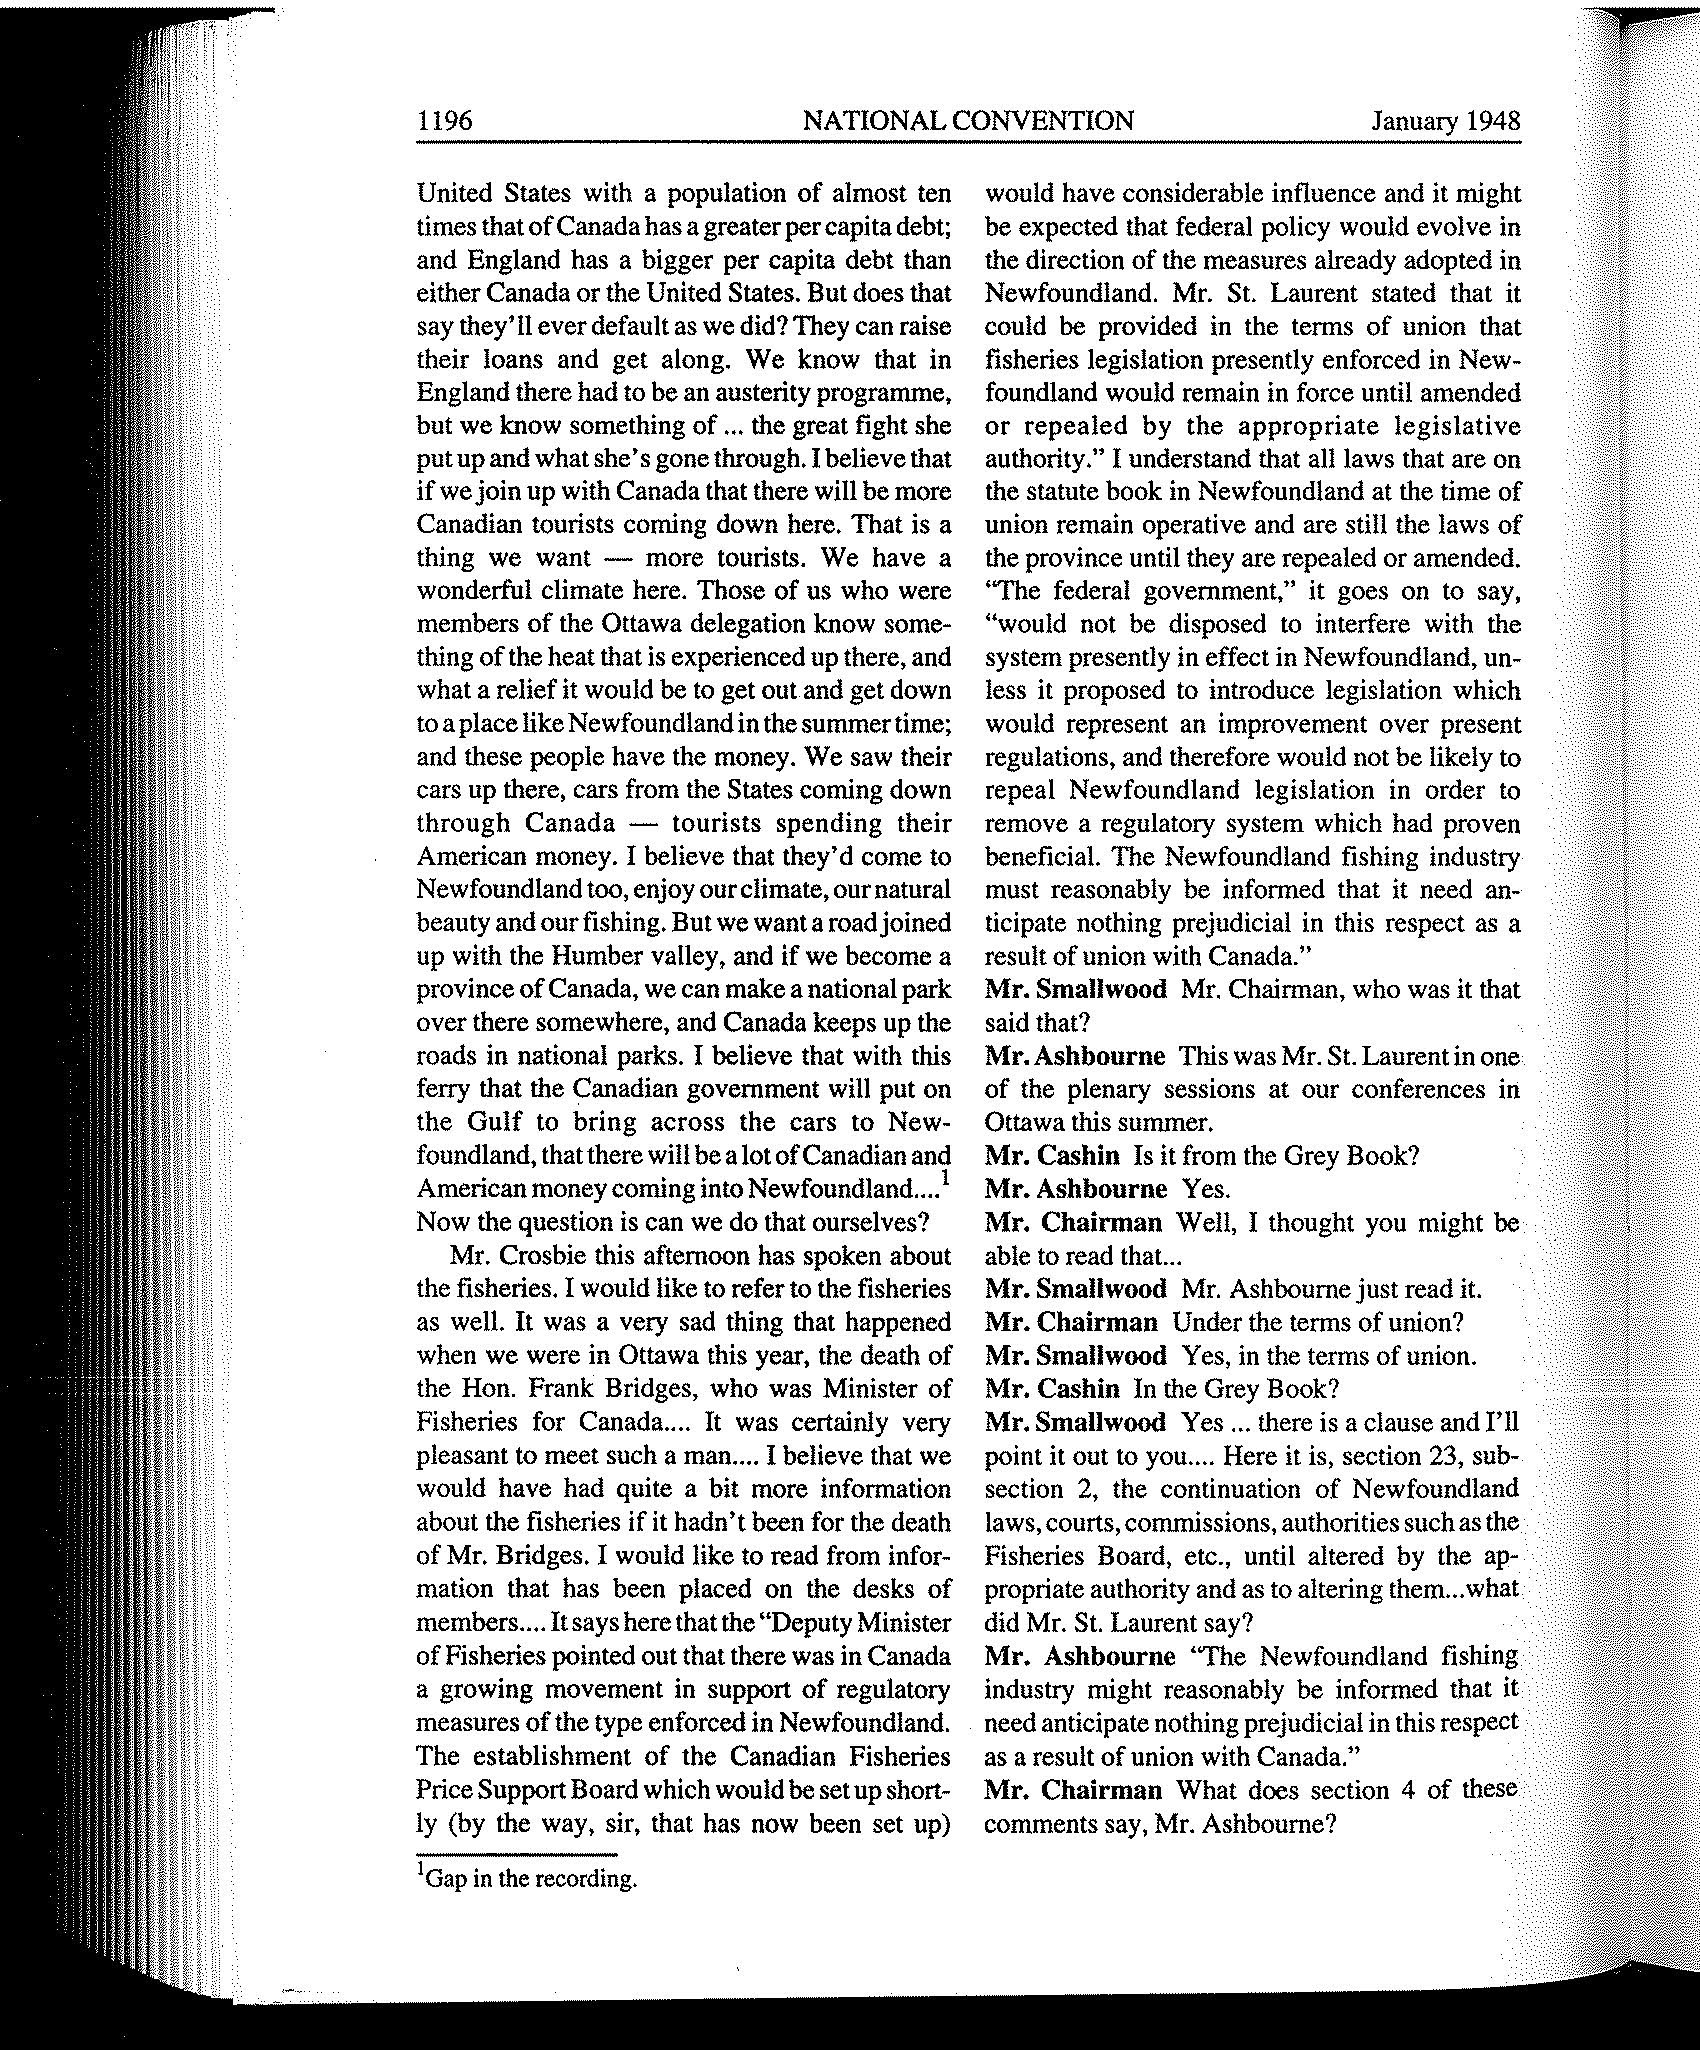 1196 NATIONAL CONVENTION January 1948
United States with a population of almost ten
times that of Canada has a greater per capita debt;
and England has a bigger per capita debt than
either Canada or the United States. But does that
say they'll ever default as we did? They can raise
their loans and get along. We know that in
England there had to be an austerity programme,
but we know something of ... the great fight she
put up and what she's gone through. I believe that
if we join up with Canada that there will be more
Canadian tourists coming down here. That is a
thing we want — more tourists. We have a
wonderful climate here. Those of us who were
members of the Ottawa delegation know some-
thing of the heat that is experienced up there, and
what a relief it would be to get out and get down
to a place like Newfoundland in the summer time;
and these people have the money. We saw their
cars up there, cars from the States coming down
through Canada — tourists spending their
American money. I believe that they'd come to
Newfoundland too, enjoy our climate, our natural
beauty and our fishing. But we want a road joined
up with the Humber valley, and if we become a
province of Canada, we can make a national park
over there somewhere, and Canada keeps up the
roads in national parks. I believe that with this
ferry that the Canadian government will put on
the Gulf to bring across the cars to New-
foundland, that there will be a lot of Canadian and
American money coming into Newfoundland....1
Now the question is can we do that ourselves?
Mr. Crosbie this afternoon has spoken about
the fisheries. I would like to refer to the fisheries
as well. It was a very sad thing that happened
when we were in Ottawa this year, the death of
the Hon. Frank Bridges, who was Minister of
Fisheries for Canada.... It was certainly very
pleasant to meet such a man.... I believe that we
would have had quite a bit more information
about the fisheries if it hadn't been for the death
of Mr. Bridges. I would like to read from infor-
mation that has been placed on the desks of
members.... It says here that the "Deputy Minister
of Fisheries pointed out that there was in Canada
a growing movement in support of regulatory
measures of the type enforced in Newfoundland.
The establishment of the Canadian Fisheries
Price Support Board which would be set up short-
ly (by the way, sir, that has now been set up)
1Gap in the recording.
would have considerable influence and it might
be expected that federal policy would evolve in
the direction of the measures already adopted in
Newfoundland. Mr. St. Laurent stated that it
could be provided in the terms of union that
fisheries legislation presently enforced in New-
foundland would remain in force until amended
or repealed by the appropriate legislative
authority." I understand that all laws that are on
the statute book in Newfoundland at the time of
union remain operative and are still the laws of
the province until they are repealed or amended.
"The federal government," it goes on to say,
"would not be disposed to interfere with the
system presently in effect in Newfoundland, un-
less it proposed to introduce legislation which
would represent an improvement over present
regulations, and therefore would not be likely to
repeal Newfoundland legislation in order to
remove a regulatory system which had proven
beneficial. The Newfoundland fishing industry
must reasonably be informed that it need an-
ticipate nothing prejudicial in this respect as a
result of union with Canada."
Mr. Smallwood Mr. Chairman, who was it that
said that?
Mr. Ashbourne This was Mr. St. Laurent in one
of the plenary sessions at our conferences in
Ottawa this summer.
Mr. Cashin Is it from the Grey Book?
Mr. Ashbourne Yes.
Mr. Chairman Well, I thought you might be
able to read that...
Mr. Smallwood Mr. Ashbourne just read it.
Mr. Chairman Under the terms of union?
Mr. Smallwood Yes, in the terms of union.
Mr. Cashin In the Grey Book?
Mr. Smallwood Yes ... there is a clause and I'll
point it out to you.... Here it is, section 23, sub-
section 2, the continuation of Newfoundland
laws, courts, commissions, authorities such as the
Fisheries Board, etc., until altered by the ap-
propriate authority and as to altering them...what
did Mr. St. Laurent say?
Mr. Ashbourne "The Newfoundland fishing
industry might reasonably be informed that it
need anticipate nothing prejudicial in this respect
as a result of union with Canada."
Mr. Chairman What does section 4 of these
comments say, Mr. Ashbourne?